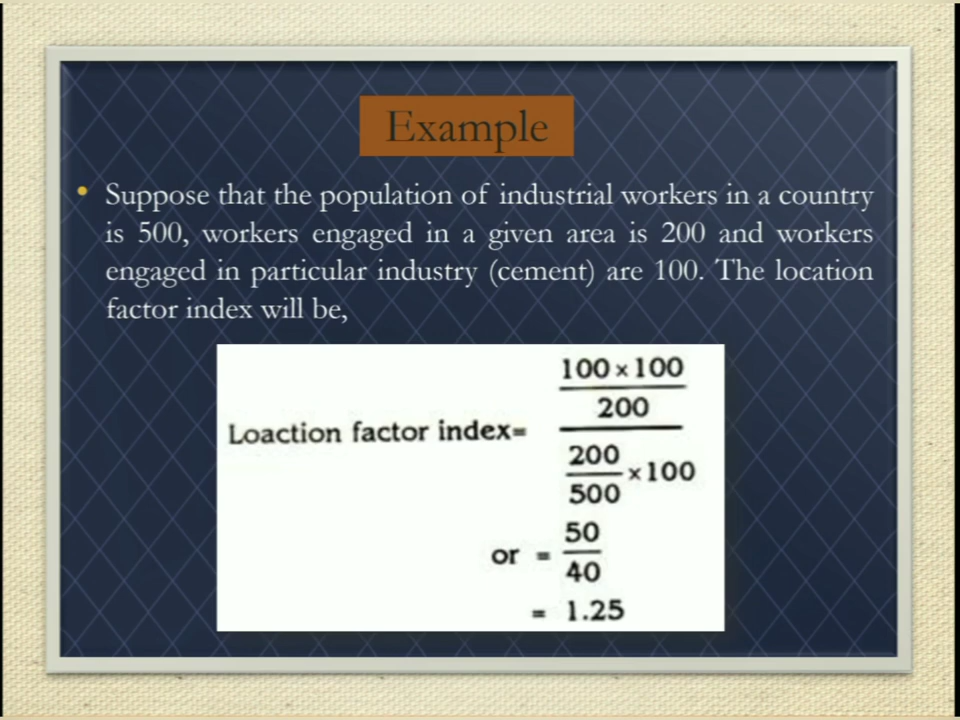 Example
• Suppose that the population of industrial workers in a country
is 500, workers engaged in a given area is 200 and workers
engaged in particular industry (cement) are 100. The location
factor index will be,
100 × 100
200
Loaction factor index=
200
500
× 100
or = 50
40
= 1.25